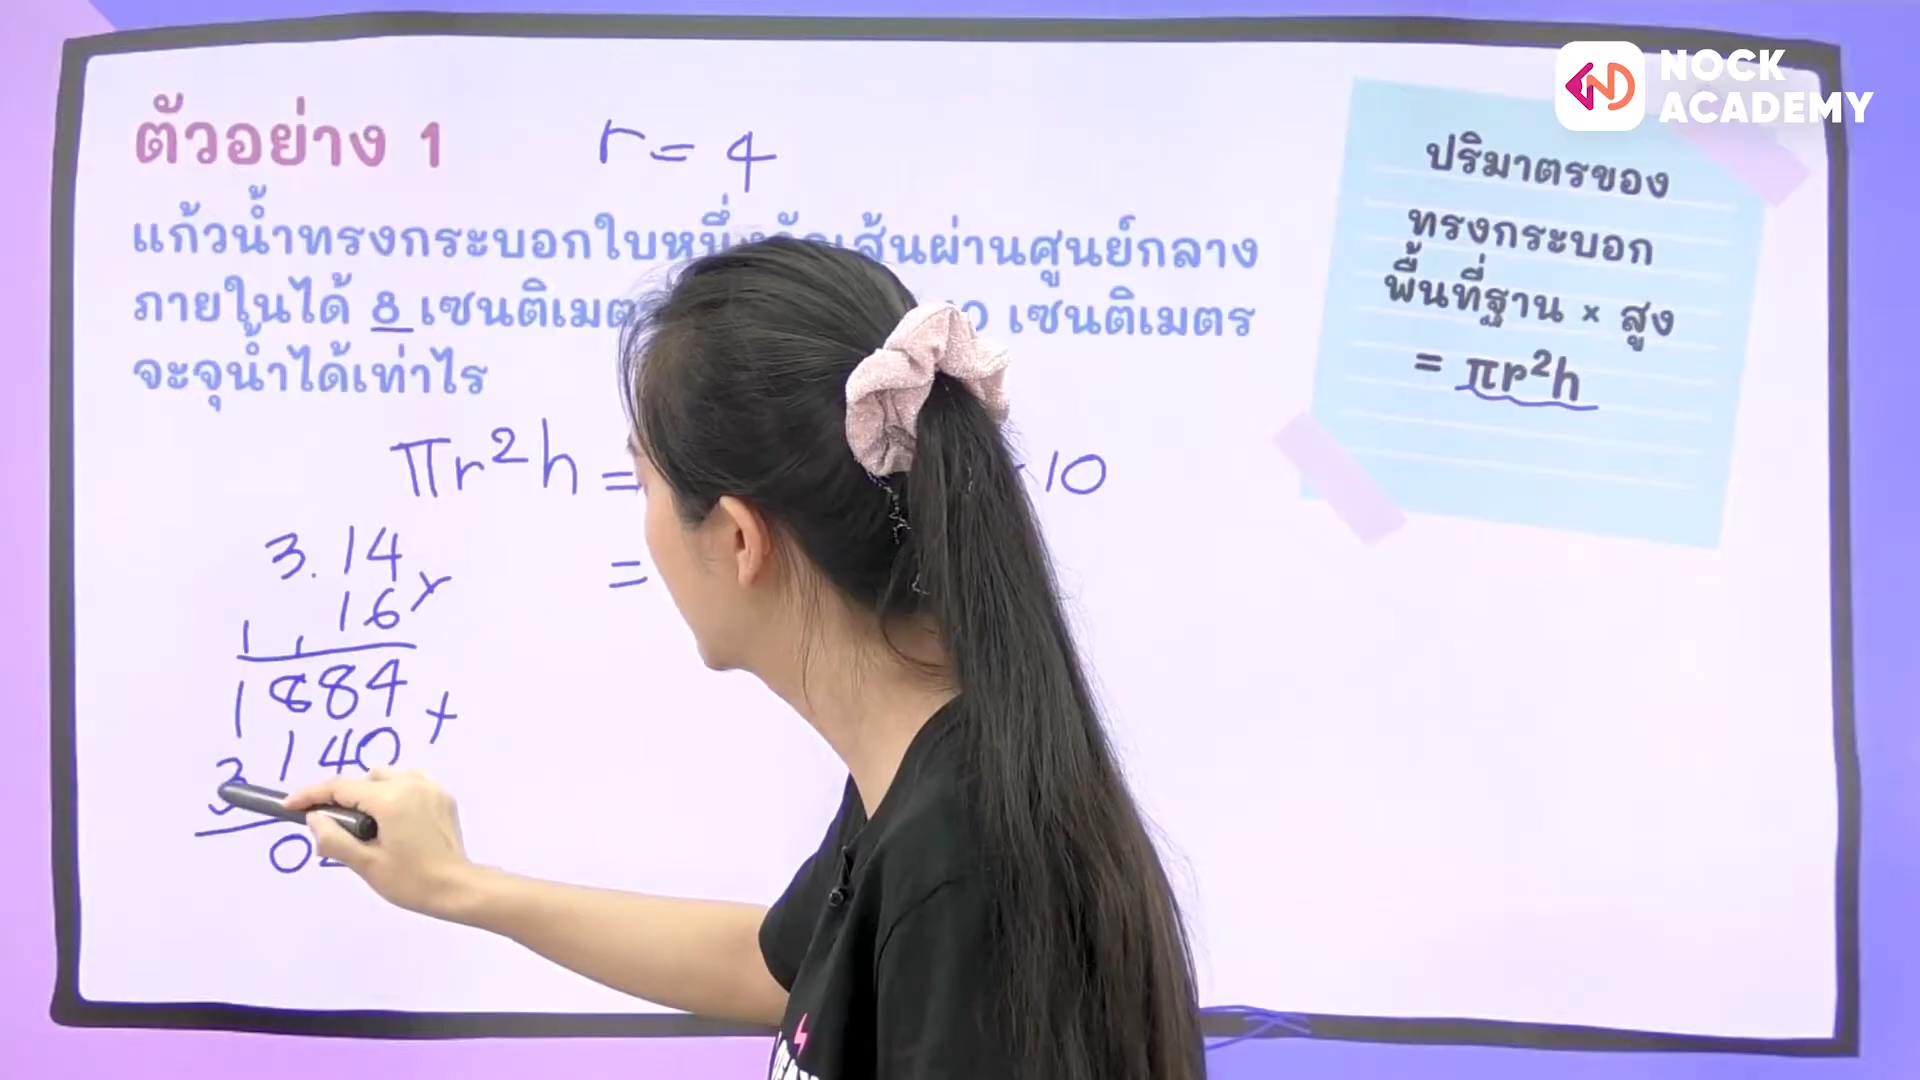 NOCK
ACADEMY
ตัวอย่าง 1
r = 4
แก้วน้ำทรงกระบอกใบหนึ่ง เส้นผ่านศูนย์กลาง
ภายในได้ 8 เซนติเมต เซนติเมตร
จะจุน้ำได้เท่าไร
πr²h = 10
=
3.14
16 ×
1 1
1884 +
3140
0
ปริมาตรของ
ทรงกระบอก
พื้นที่ฐาน × สูง
= πr²h